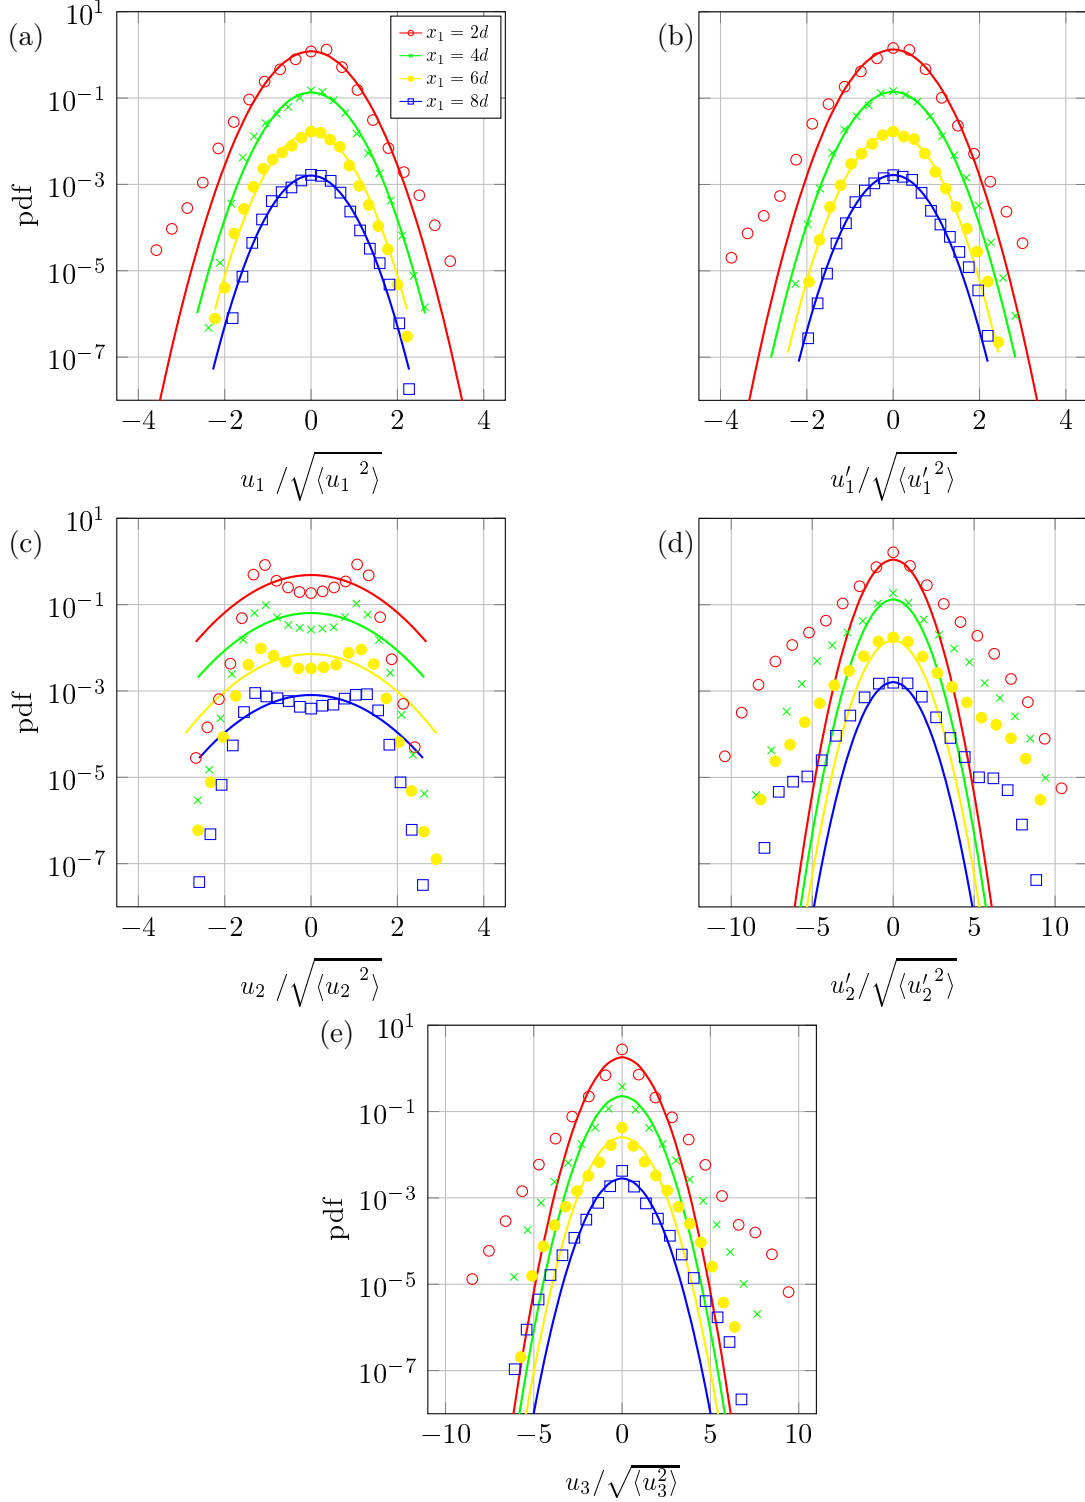 (a)
pdf
10^1
10^−1
10^−3
10^−5
10^−7
x_1 = 2d
x_1 = 4d
x_1 = 6d
x_1 = 8d
−4 −2 0 2 4
u_1 /√⟨u_1 ^2⟩
(b)
−4 −2 0 2 4
u′_1/√⟨u′_1 ^2⟩
(c)
pdf
10^1
10^−1
10^−3
10^−5
10^−7
−4 −2 0 2 4
u_2 /√⟨u_2 ^2⟩
(d)
−10 −5 0 5 10
u′_2/√⟨u′_2 ^2⟩
(e)
pdf
10^1
10^−1
10^−3
10^−5
10^−7
−10 −5 0 5 10
u_3/√⟨u_3^2⟩